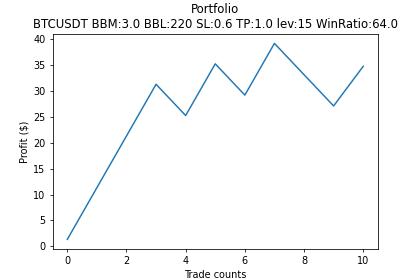 Portfolio
BTCUSDT BBM:3.0 BBL:220 SL:0.6 TP:1.0 lev:15 WinRatio:64.0
40
35
30
25
20
15
10
5
0
Profit ($)
0 2 4 6 8 10
Trade counts